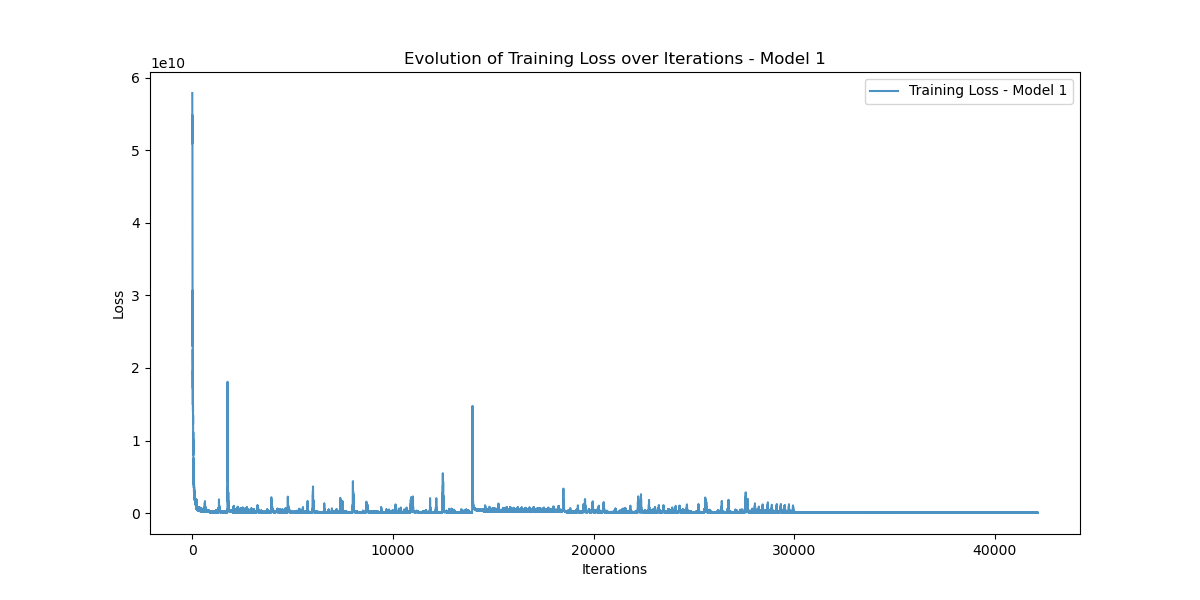 Evolution of Training Loss over Iterations - Model 1
1e10
Training Loss - Model 1
6
5
4
3
2
1
0
Loss
0 10000 20000 30000 40000
Iterations